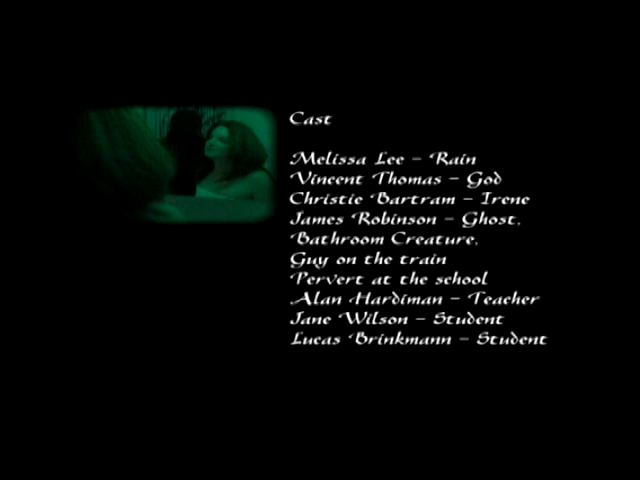 Cast
Melissa Lee – Rain
Vincent Thomas – God
Christie Bartram – Irene
James Robinson – Ghost,
Bathroom Creature,
Guy on the train
Pervert at the school
Alan Hardiman – Teacher
Jane Wilson – Student
Lucas Brinkmann – Student